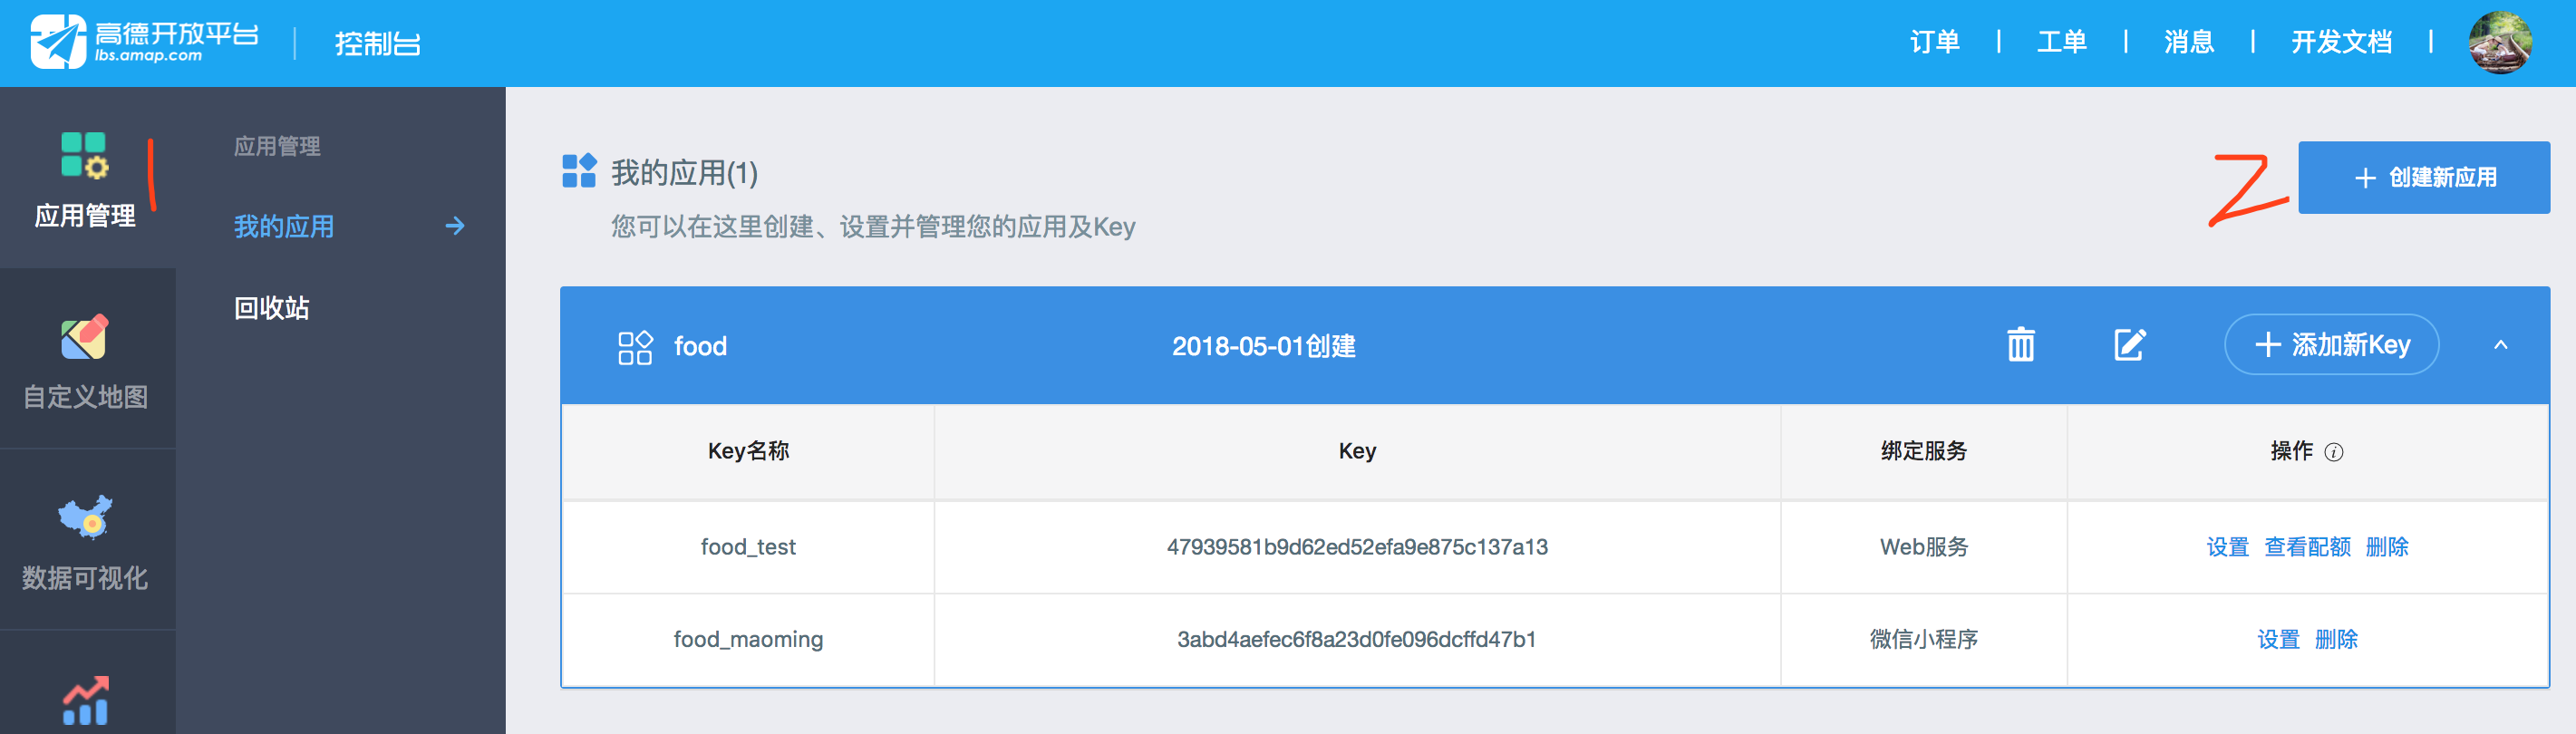 高德开放平台
lbs.amap.com
控制台
订单 | 工单 | 消息 | 开发文档 |
应用管理
自定义地图
数据可视化
应用管理
我的应用
回收站
1
我的应用(1)
您可以在这里创建、设置并管理您的应用及Key
2
+ 创建新应用
food 2018-05-01创建 + 添加新Key
Key名称 Key 绑定服务 操作
food_test 47939581b9d62ed52efa9e875c137a13 Web服务 设置 查看配额 删除
food_maoming 3abd4aefec6f8a23d0fe096dcffd47b1 微信小程序 设置 删除